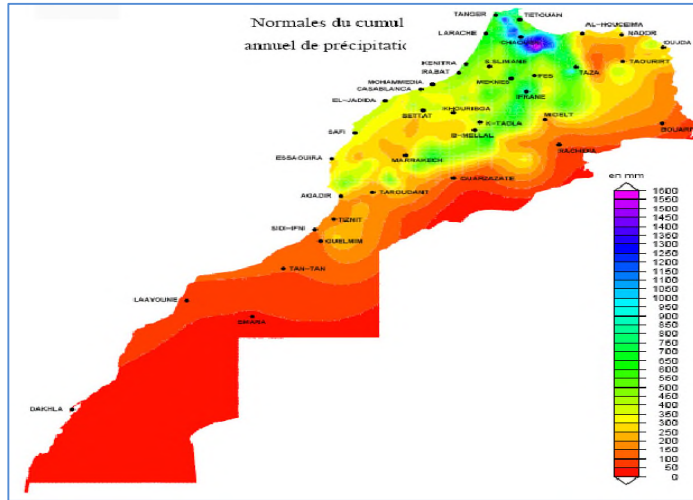 Normales du cumul
annuel de précipitatio
TANGER
TETOUAN
LARACHE
AL-HOUCEIMA
NADOR
OUJDA
KENITRA
RABAT
S.SLIMANE
MEKNES
FES
TAZA
TAOURIRT
MOHAMMEDIA
CASABLANCA
IFRANE
EL-JADIDA
SETTAT
KHOURIBGA
K-TADLA
B-MELLAL
MIDELT
SAFI
BOUARF
RACHIDIA
ESSAOUIRA
MARRAKECH
OUARZAZATE
AGADIR
TAROUDANT
TIZNIT
SIDI-IFNI
GUELMIM
TAN-TAN
LAAYOUNE
SMARA
DAKHLA
en mm
1600
1550
1500
1450
1400
1350
1300
1250
1200
1150
1100
1050
1000
950
900
850
800
750
700
650
600
550
500
450
400
350
300
250
200
150
100
50
0